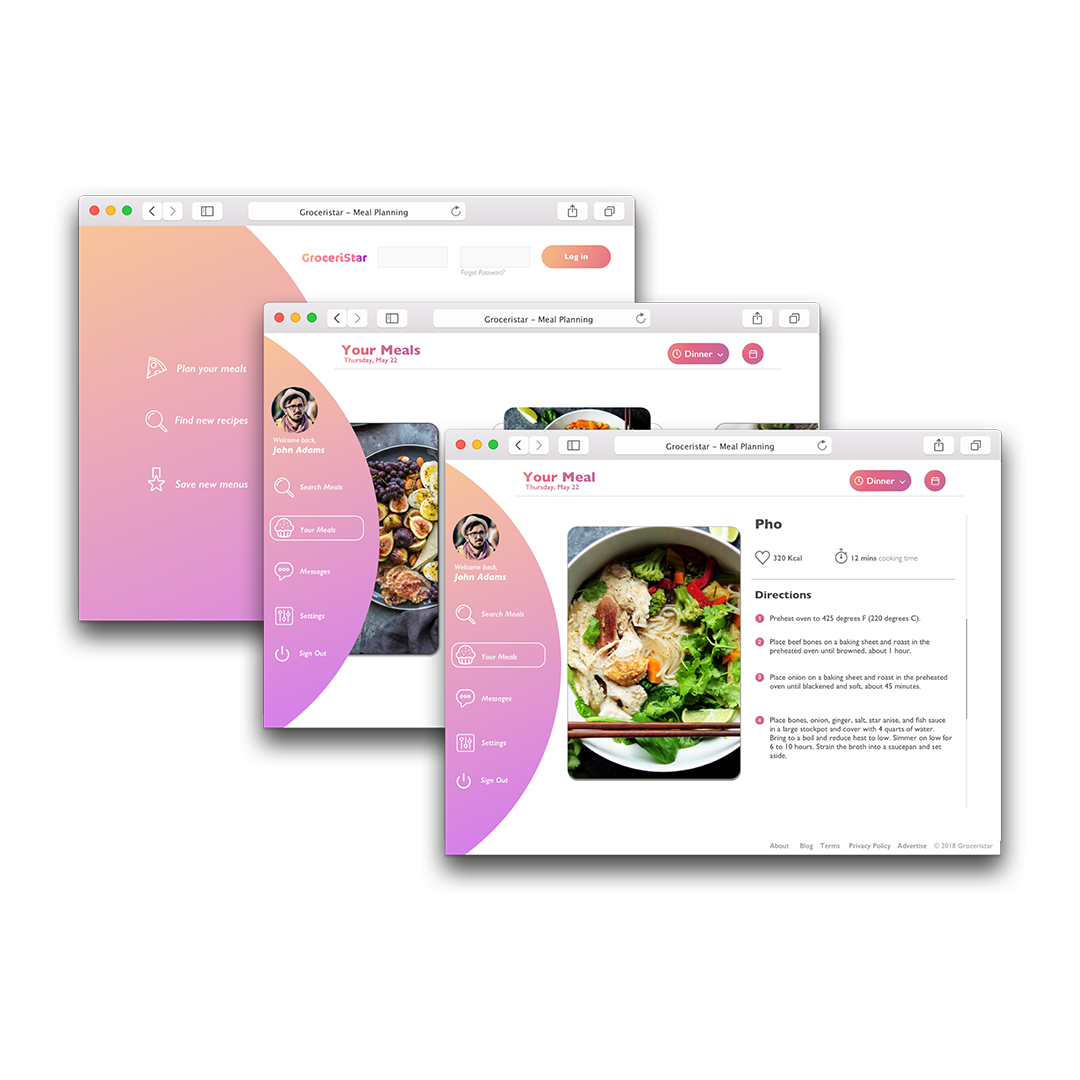 Groceristar – Meal Planning
GroceriStar
Log in
Forgot Password?
Plan your meals
Find new recipes
Save new menus
Groceristar – Meal Planning
Your Meals
Thursday, May 22
Dinner
Welcome back,
John Adams
Search Meals
Your Meals
Messages
Settings
Sign Out
Groceristar – Meal Planning
Your Meal
Thursday, May 22
Dinner
Welcome back,
John Adams
Search Meals
Your Meals
Messages
Settings
Sign Out
Pho
320 Kcal
12 mins cooking time
Directions
1 Preheat oven to 425 degrees F (220 degrees C).
2 Place beef bones on a baking sheet and roast in the
preheated oven until browned, about 1 hour.
3 Place onion on a baking sheet and roast in the preheated
oven until blackened and soft, about 45 minutes.
4 Place bones, onion, ginger, salt, star anise, and fish sauce
in a large stockpot and cover with 4 quarts of water.
Bring to a boil and reduce heat to low. Simmer on low for
6 to 10 hours. Strain the broth into a saucepan and set
aside.
About Blog Terms Privacy Policy Advertise © 2018 Groceristar